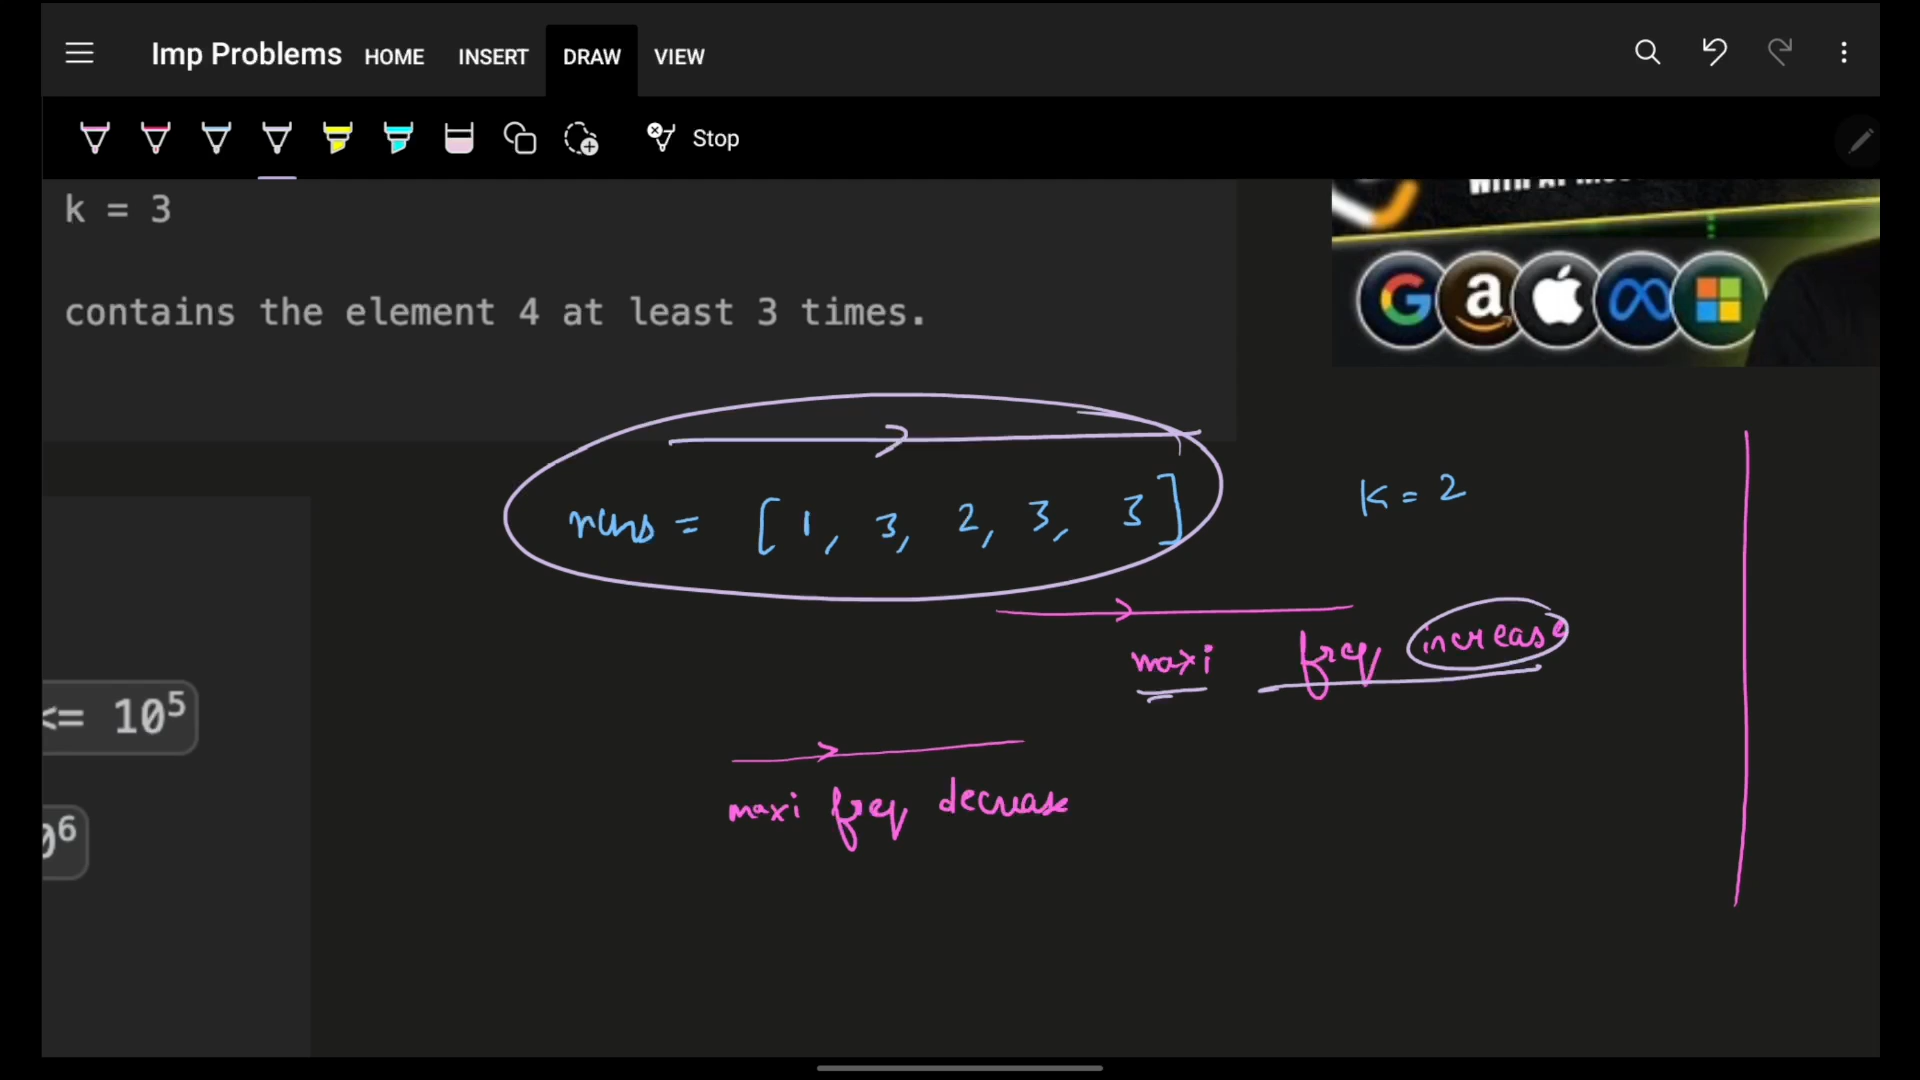 Imp Problems HOME INSERT DRAW VIEW
Stop
k = 3
contains the element 4 at least 3 times.
a
nums = [1, 3, 2, 3, 3]
K = 2
maxi freq increase
<= 10⁵
maxi freq decrease
0⁶